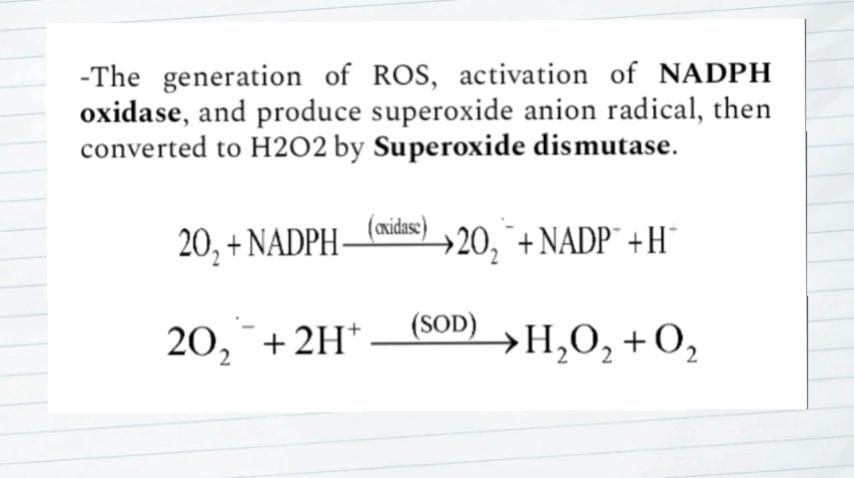 -The generation of ROS, activation of NADPH
oxidase, and produce superoxide anion radical, then
converted to H2O2 by Superoxide dismutase.
2O₂ + NADPH —(oxidase)→ 2O₂˙⁻ + NADP⁺ + H⁺
2O₂˙⁻ + 2H⁺ —(SOD)→ H₂O₂ + O₂